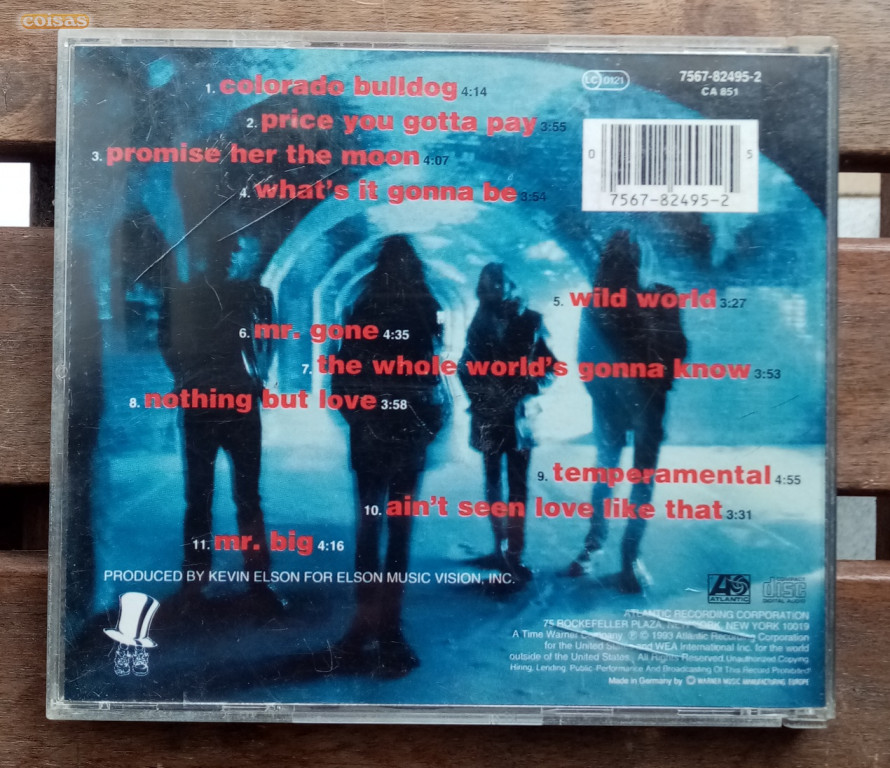 coisas
1. colorado bulldog 4:14
LC 0121
7567-82495-2
CA 851
2. price you gotta pay 3:55
3. promise her the moon 4:07
4. what's it gonna be 3:54
0 5
7567-82495-2
5. wild world 3:27
6. mr. gone 4:35
7. the whole world's gonna know 3:53
8. nothing but love 3:58
9. temperamental 4:55
10. ain't seen love like that 3:31
11. mr. big 4:16
PRODUCED BY KEVIN ELSON FOR ELSON MUSIC VISION, INC.
ATLANTIC
COMPACT
disc
DIGITAL AUDIO
ATLANTIC RECORDING CORPORATION
75 ROCKEFELLER PLAZA, NEW YORK, NEW YORK 10019
A Time Warner Company ℗ © 1993 Atlantic Recording Corporation
for the United States and WEA International Inc. for the world
outside of the United States. All Rights Reserved. Unauthorized Copying
Hiring, Lending, Public Performance And Broadcasting Of This Record Prohibited
Made in Germany by WARNER MUSIC MANUFACTURING EUROPE